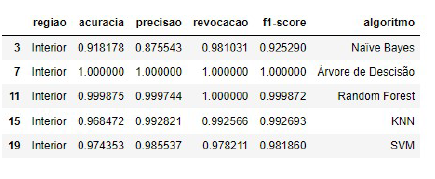 regiao acuracia precisao revocacao f1-score algoritmo
3 Interior 0.918178 0.875543 0.981031 0.925290 Naïve Bayes
7 Interior 1.000000 1.000000 1.000000 1.000000 Árvore de Descisão
11 Interior 0.999875 0.999744 1.000000 0.999872 Random Forest
15 Interior 0.968472 0.992821 0.992566 0.992693 KNN
19 Interior 0.974353 0.985537 0.978211 0.981860 SVM